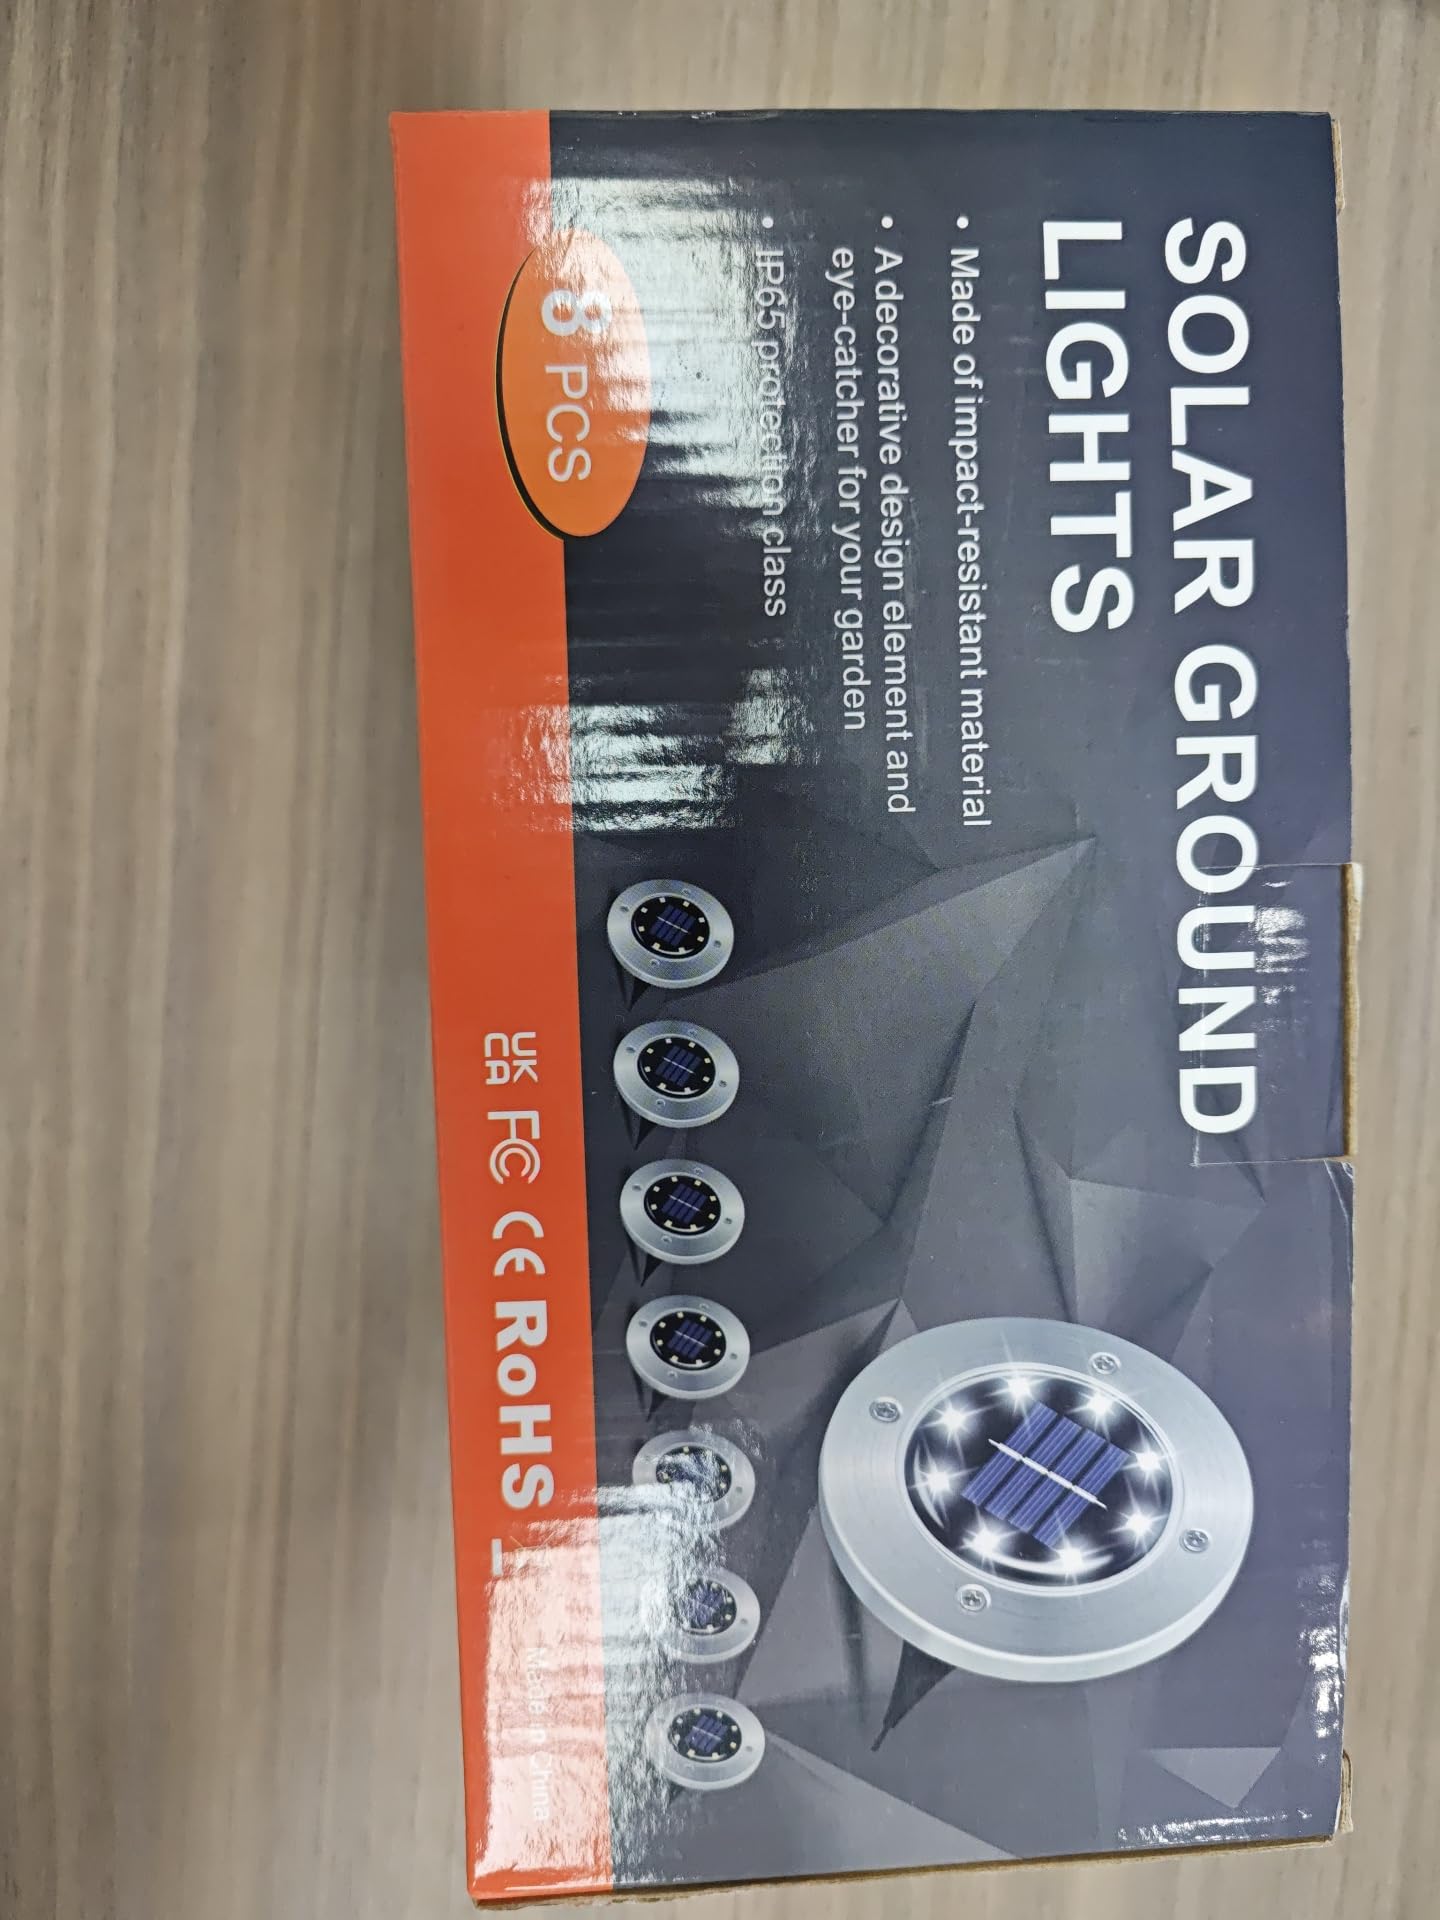 SOLAR GROUND
LIGHTS
• Made of impact-resistant material
• A decorative design element and
eye-catcher for your garden
• IP65 protection class
8 PCS
UK
CA FC CE RoHS
Made in China